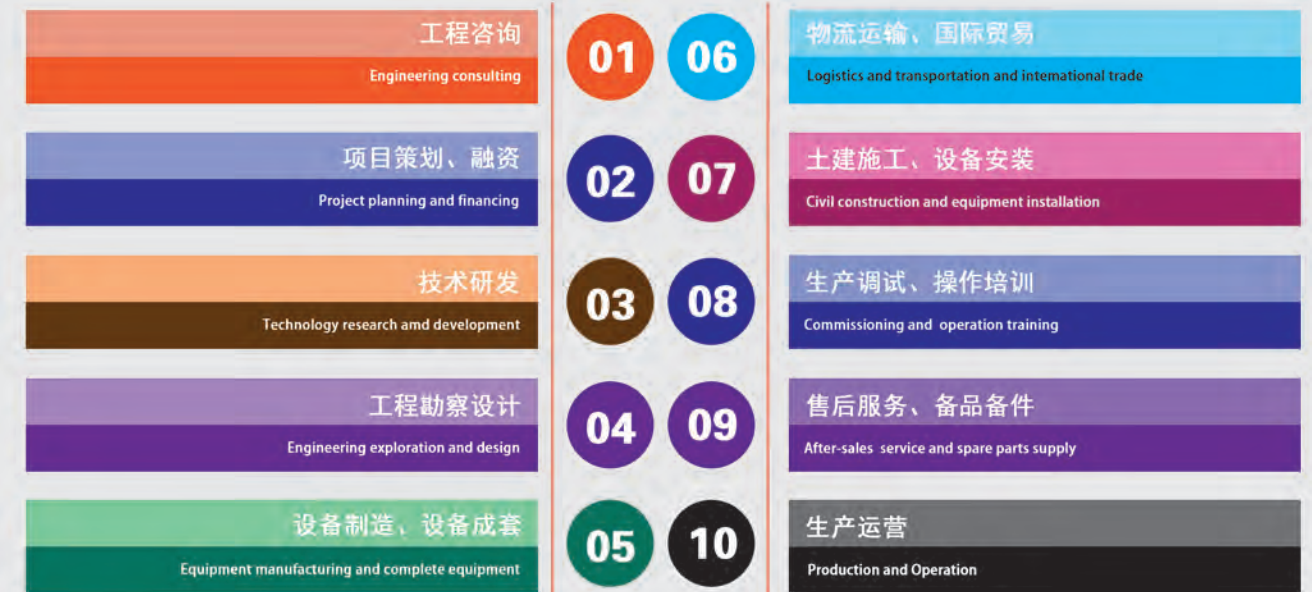 工程咨询
Engineering consulting
01
项目策划、融资
Project planning and financing
02
技术研发
Technology research amd development
03
工程勘察设计
Engineering exploration and design
04
设备制造、设备成套
Equipment manufacturing and complete equipment
05
06
物流运输、国际贸易
Logistics and transportation and international trade
07
土建施工、设备安装
Civil construction and equipment installation
08
生产调试、操作培训
Commissioning and operation training
09
售后服务、备品备件
After-sales service and spare parts supply
10
生产运营
Production and Operation